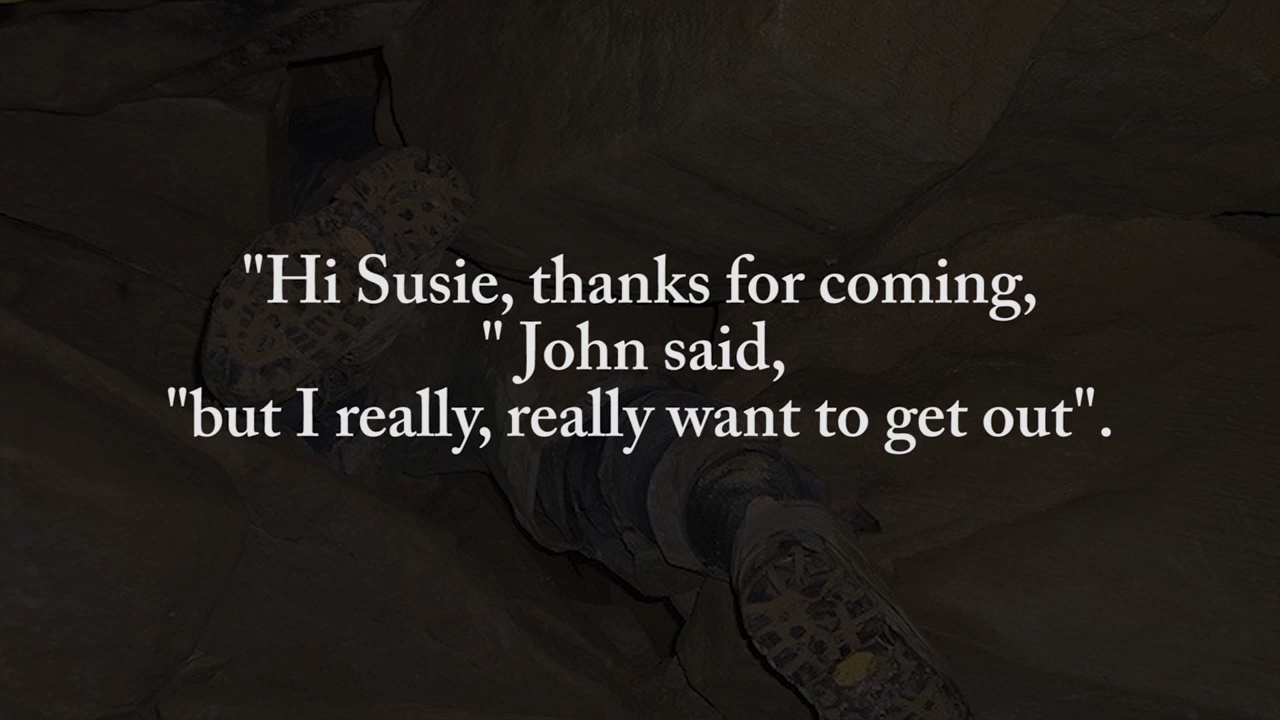 "Hi Susie, thanks for coming,
" John said,
"but I really, really want to get out".